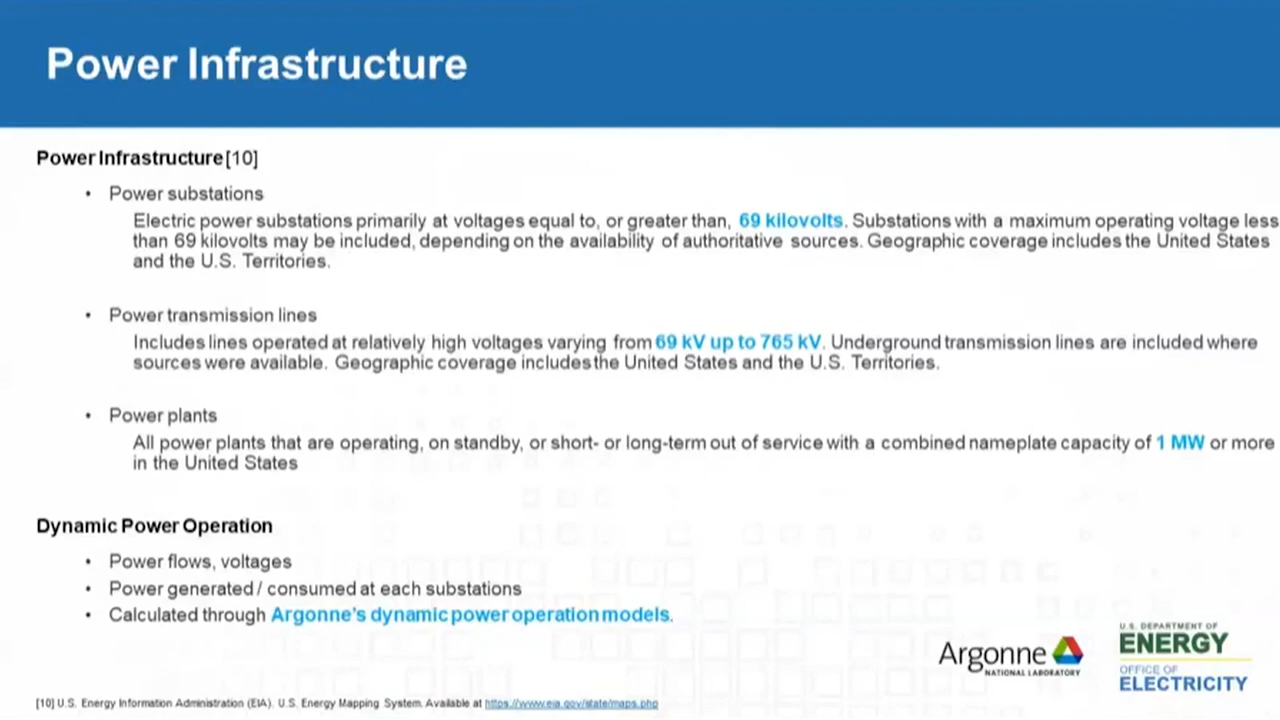 Power Infrastructure
Power Infrastructure[10]
• Power substations
Electric power substations primarily at voltages equal to, or greater than, 69 kilovolts. Substations with a maximum operating voltage less
than 69 kilovolts may be included, depending on the availability of authoritative sources. Geographic coverage includes the United States
and the U.S. Territories.
• Power transmission lines
Includes lines operated at relatively high voltages varying from 69 kV up to 765 kV. Underground transmission lines are included where
sources were available. Geographic coverage includes the United States and the U.S. Territories.
• Power plants
All power plants that are operating, on standby, or short- or long-term out of service with a combined nameplate capacity of 1 MW or more
in the United States
Dynamic Power Operation
• Power flows, voltages
• Power generated / consumed at each substations
• Calculated through Argonne's dynamic power operation models.
Argonne
NATIONAL LABORATORY
U.S. DEPARTMENT OF
ENERGY
OFFICE OF
ELECTRICITY
[10] U.S. Energy Information Administration (EIA). U.S. Energy Mapping System. Available at https://www.eia.gov/state/maps.php